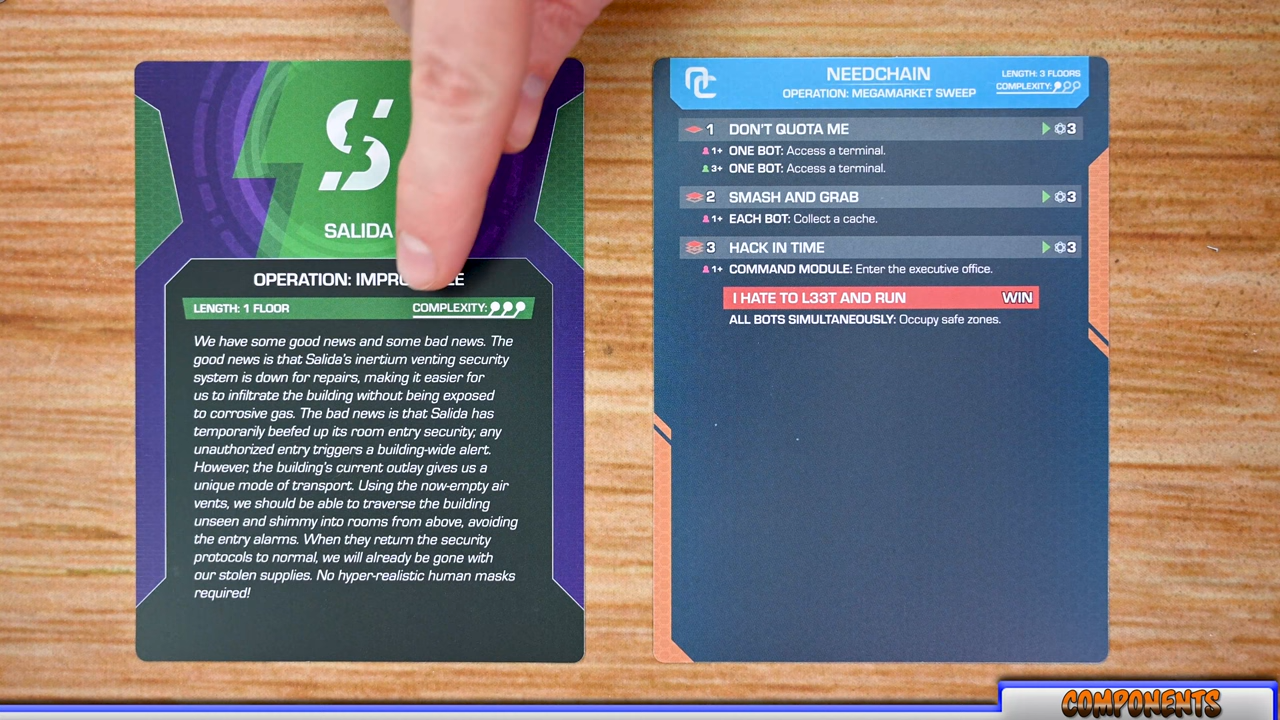 S
SALIDA
OPERATION:
LENGTH: 1 FLOOR
COMPLEXITY:
We have some good news and some bad news. The
good news is that Salida's inertium venting security
system is down for repairs, making it easier for
us to infiltrate the building without being exposed
to corrosive gas. The bad news is that Salida has
temporarily beefed up its room entry security; any
unauthorized entry triggers a building-wide alert.
However, the building's current outlay gives us a
unique mode of transport. Using the now-empty air
vents, we should be able to traverse the building
unseen and shimmy into rooms from above, avoiding
the entry alarms. When they return the security
protocols to normal, we will already be gone with
our stolen supplies. No hyper-realistic human masks
required!
NEEDCHAIN
OPERATION: MEGAMARKET SWEEP
LENGTH: 3 FLOORS
COMPLEXITY:
1 DON'T QUOTA ME 3
1+ ONE BOT: Access a terminal.
3+ ONE BOT: Access a terminal.
2 SMASH AND GRAB 3
1+ EACH BOT: Collect a cache.
3 HACK IN TIME 3
1+ COMMAND MODULE: Enter the executive office.
I HATE TO L33T AND RUN WIN
ALL BOTS SIMULTANEOUSLY: Occupy safe zones.
COMPONENTS